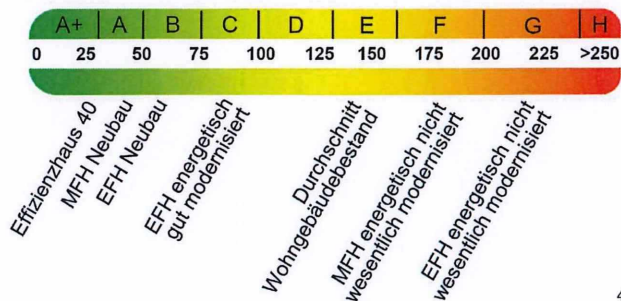 A+ A B C D E F G H
0 25 50 75 100 125 150 175 200 225 >250
Effizienzhaus 40
MFH Neubau
EFH Neubau
EFH energetisch
gut modernisiert
Durchschnitt
Wohngebäudebestand
MFH energetisch nicht
wesentlich modernisiert
EFH energetisch nicht
wesentlich modernisiert
4